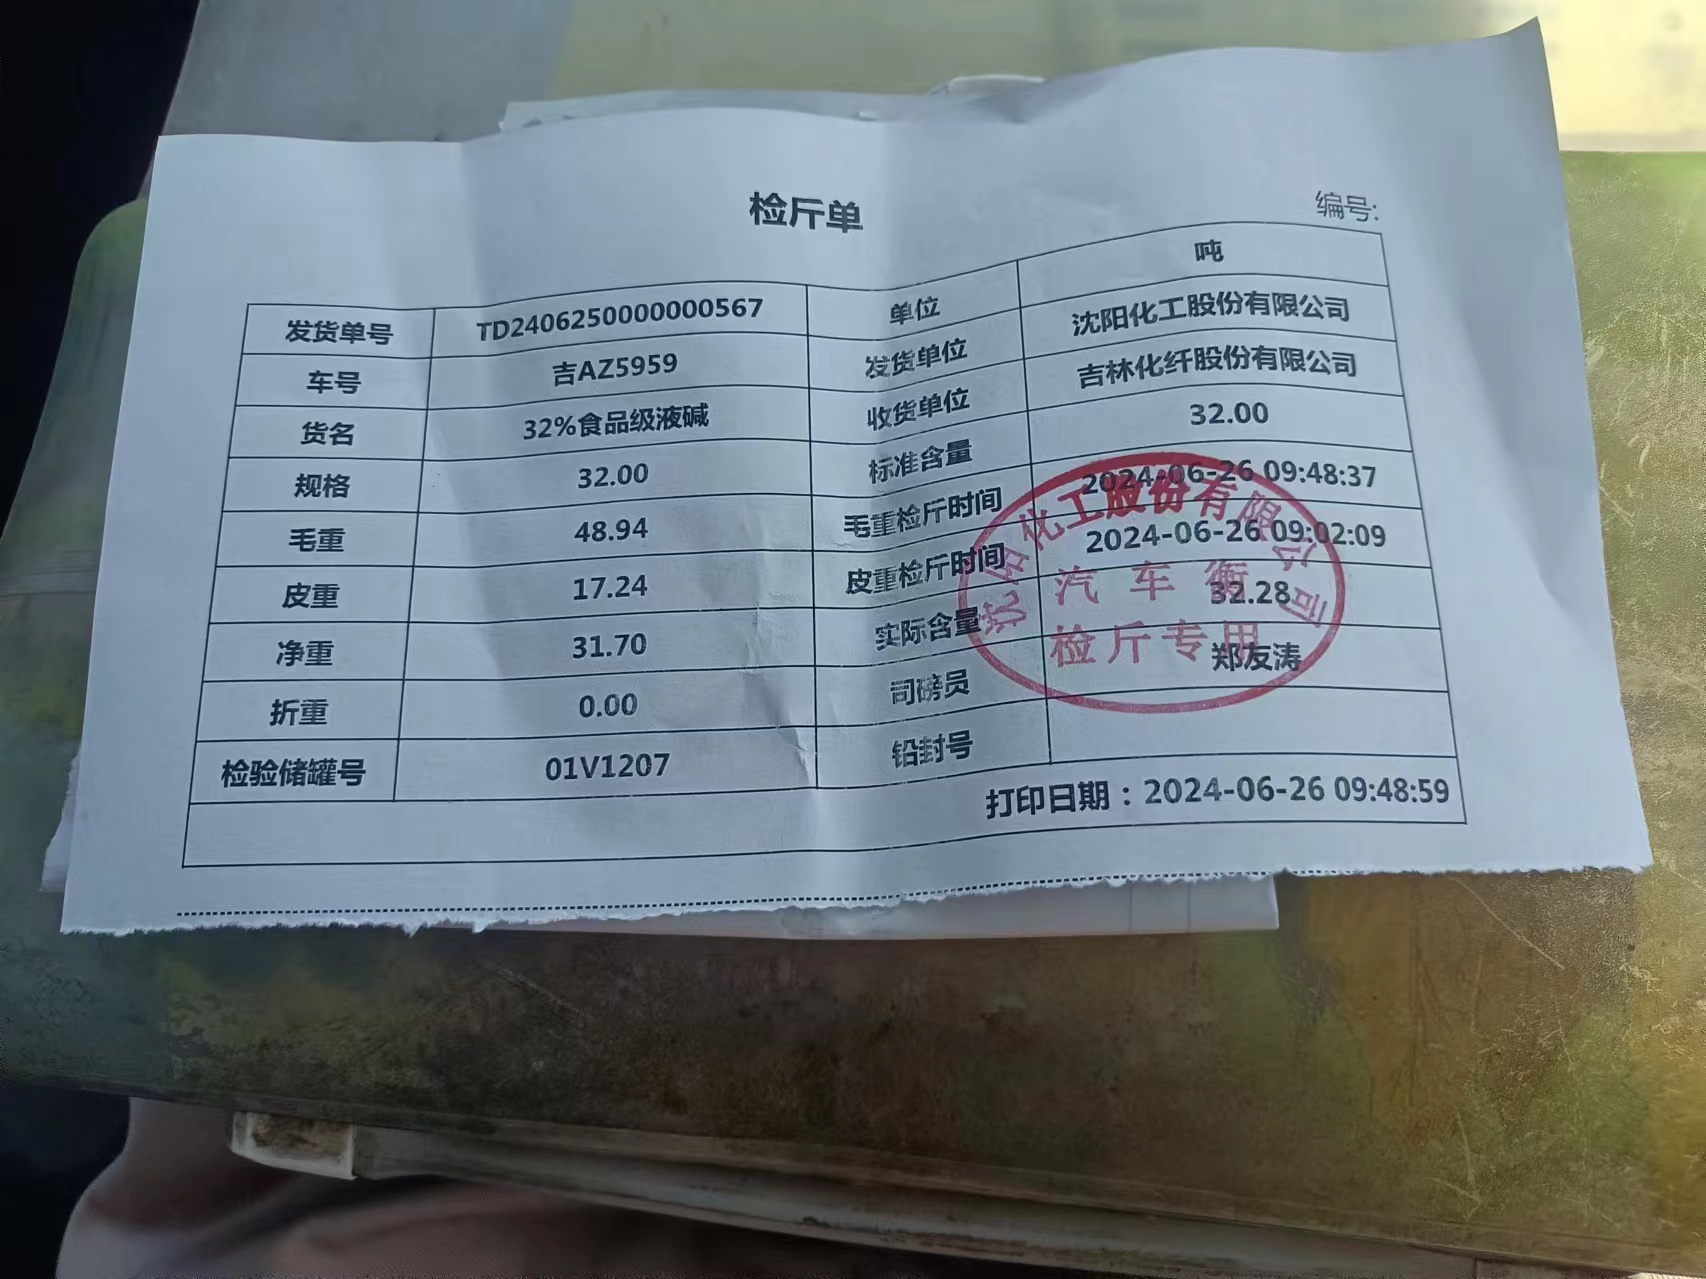 检斤单
编号:
发货单号 TD2406250000000567 单位 吨
车号 吉AZ5959 发货单位 沈阳化工股份有限公司
货名 32%食品级液碱 收货单位 吉林化纤股份有限公司
规格 32.00 标准含量 32.00
毛重 48.94 毛重检斤时间 2024-06-26 09:48:37
皮重 17.24 皮重检斤时间 2024-06-26 09:02:09
净重 31.70 实际含量 32.28
折重 0.00 司磅员 郑友涛
检验储罐号 01V1207 铅封号
打印日期：2024-06-26 09:48:59
沈阳化工股份有限公司
汽车衡
检斤专用